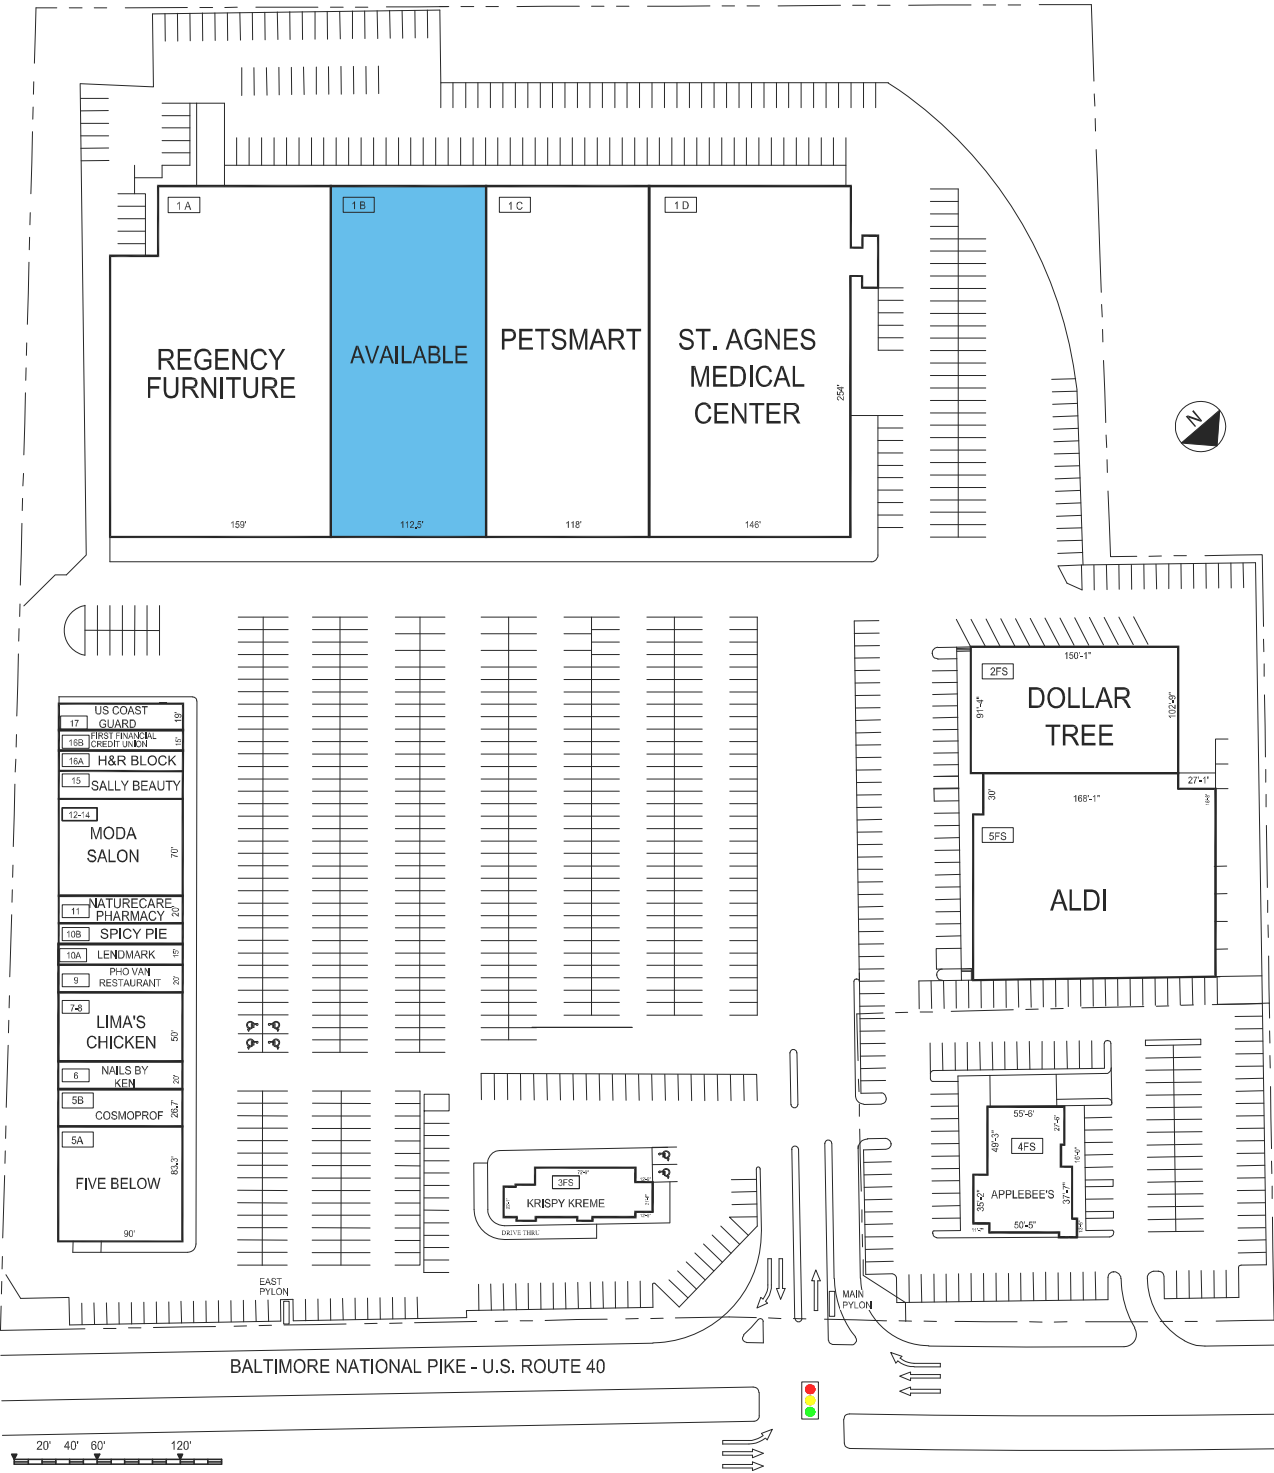 1 A
1 B
1 C
1 D
REGENCY
FURNITURE
AVAILABLE
PETSMART
ST. AGNES
MEDICAL
CENTER
254'
159'
112.5'
118'
146'
N
2FS
150'-1"
91'-4"
102'-9"
DOLLAR
TREE
27'-1"
30'
168'-1"
5FS
ALDI
17
US COAST
GUARD
19'
16B
FIRST FINANCIAL
CREDIT UNION
15'
16A
H&R BLOCK
15
SALLY BEAUTY
12-14
MODA
SALON
70'
11
NATURECARE
PHARMACY
20'
10B
SPICY PIE
10A
LENDMARK
15'
9
PHO VAN
RESTAURANT
20'
7-8
LIMA'S
CHICKEN
50'
6
NAILS BY
KEN
20'
5B
COSMOPROF
26.7'
5A
FIVE BELOW
83.3'
90'
3FS
KRISPY KREME
DRIVE THRU
55'-6"
49'-3"
27'-6"
4FS
APPLEBEE'S
35'-2"
37'-7"
50'-5"
EAST
PYLON
MAIN
PYLON
BALTIMORE NATIONAL PIKE - U.S. ROUTE 40
20' 40' 60' 120'